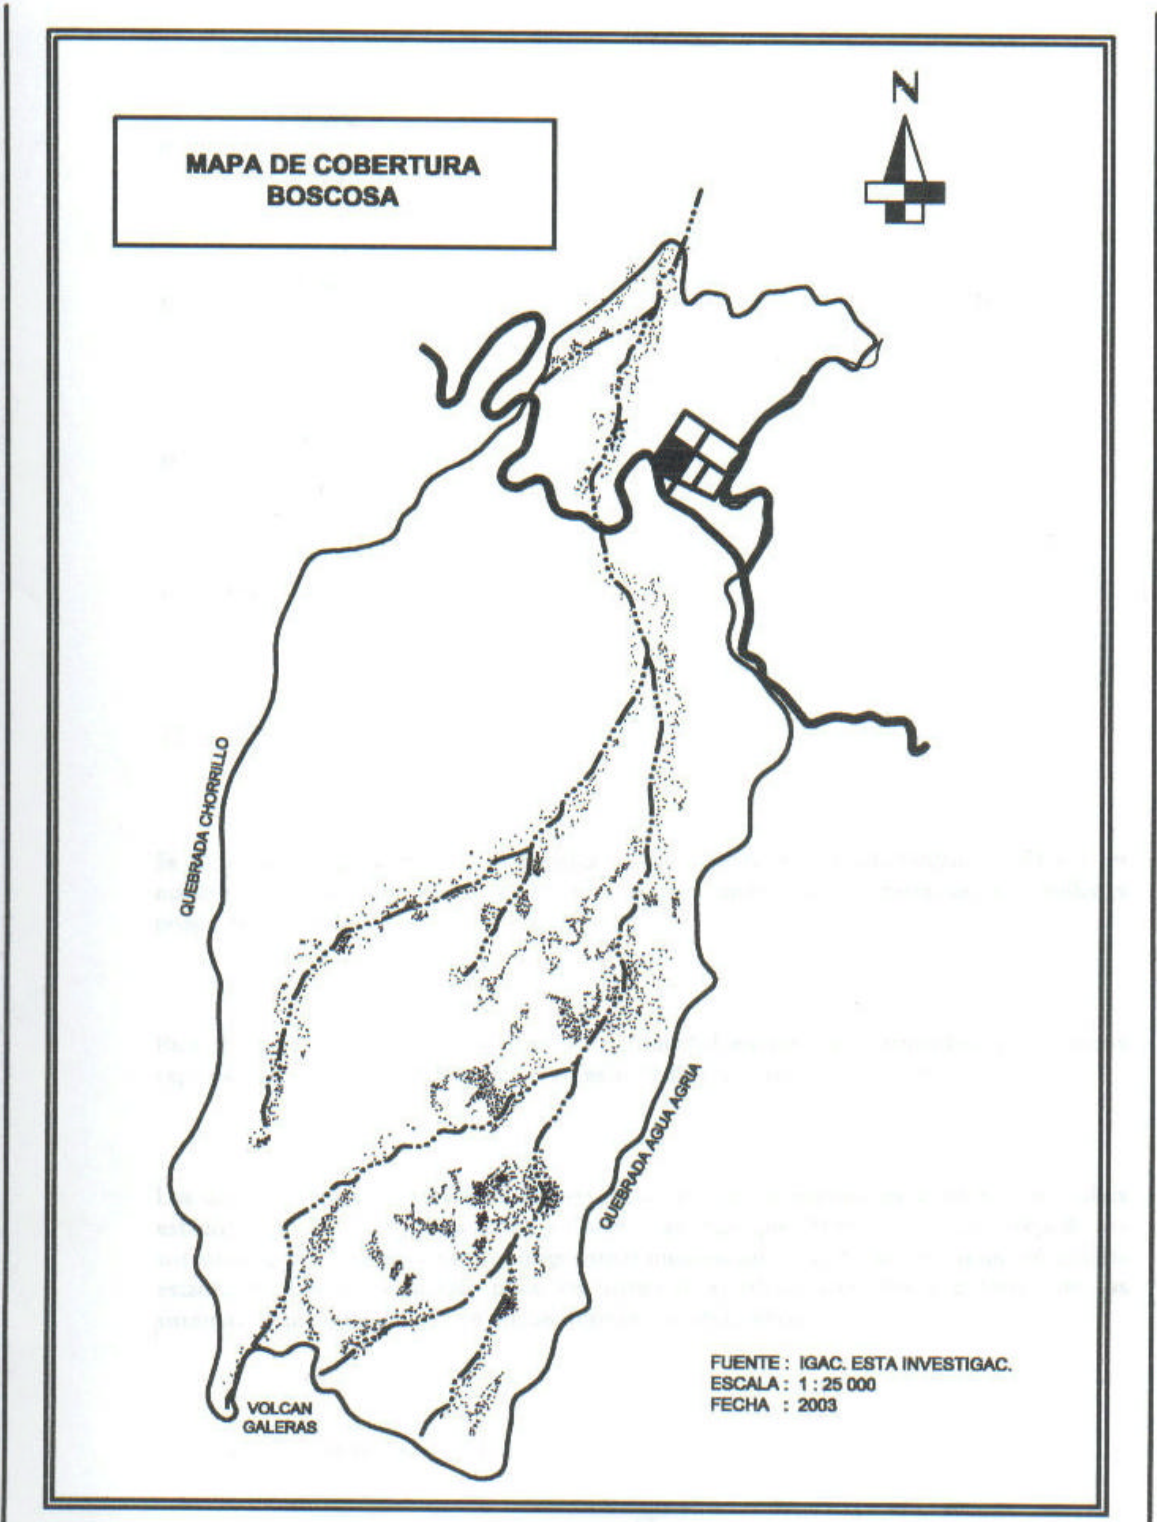 N
MAPA DE COBERTURA
BOSCOSA
QUEBRADA CHORRILLO
QUEBRADA AGUA AGRIA
VOLCAN
GALERAS
FUENTE : IGAC. ESTA INVESTIGAC.
ESCALA : 1 : 25 000
FECHA : 2003